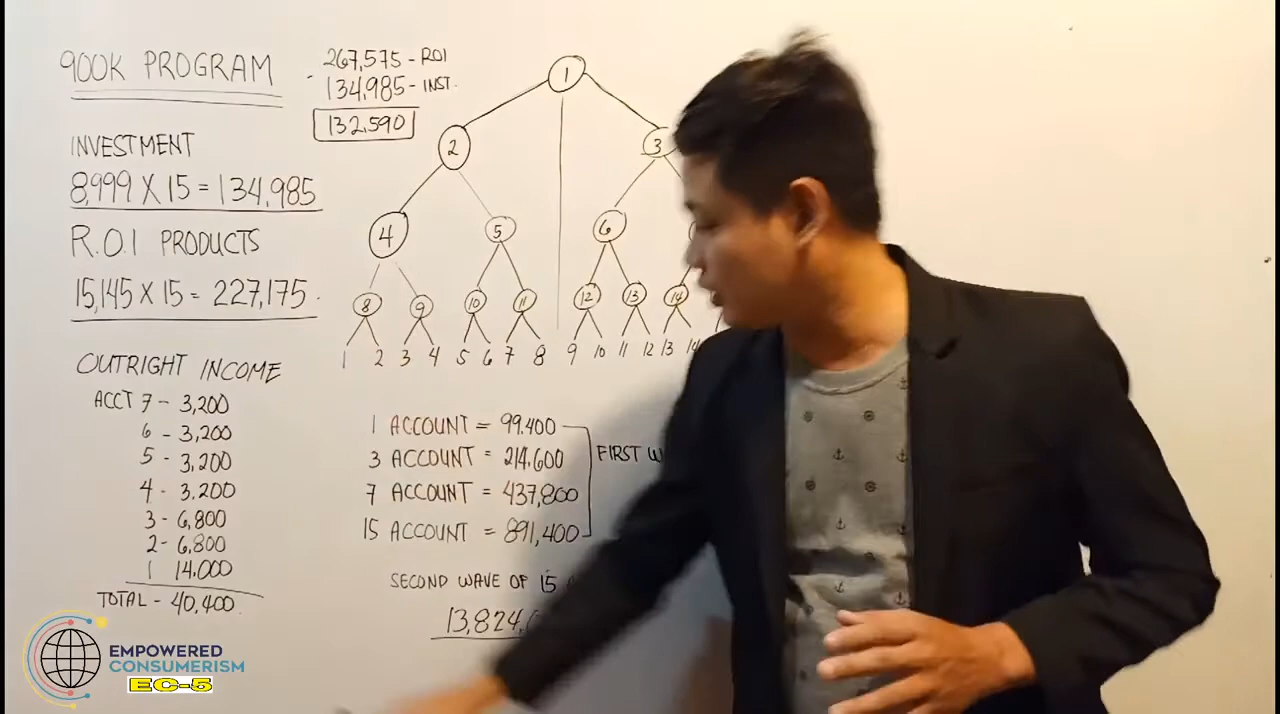 900K PROGRAM
267,575 - ROI
- 134,985 - INST.
132,590
INVESTMENT
8,999 X 15 = 134,985
R.O.I PRODUCTS
15,145 X 15 = 227,175.
OUTRIGHT INCOME
ACCT 7 - 3,200
6 - 3,200
5 - 3,200
4 - 3,200
3 - 6,800
2 - 6,800
1 14,000
TOTAL - 40,400.
1
2 3
4 5 6
8 9 10 11 12 13 14
1 2 3 4 5 6 7 8 9 10 11 12 13 14
1 ACCOUNT = 99,400
3 ACCOUNT = 214,600
7 ACCOUNT = 437,800
15 ACCOUNT = 891,400
FIRST
SECOND WAVE OF 15
13,824,
EMPOWERED
CONSUMERISM
EC-5